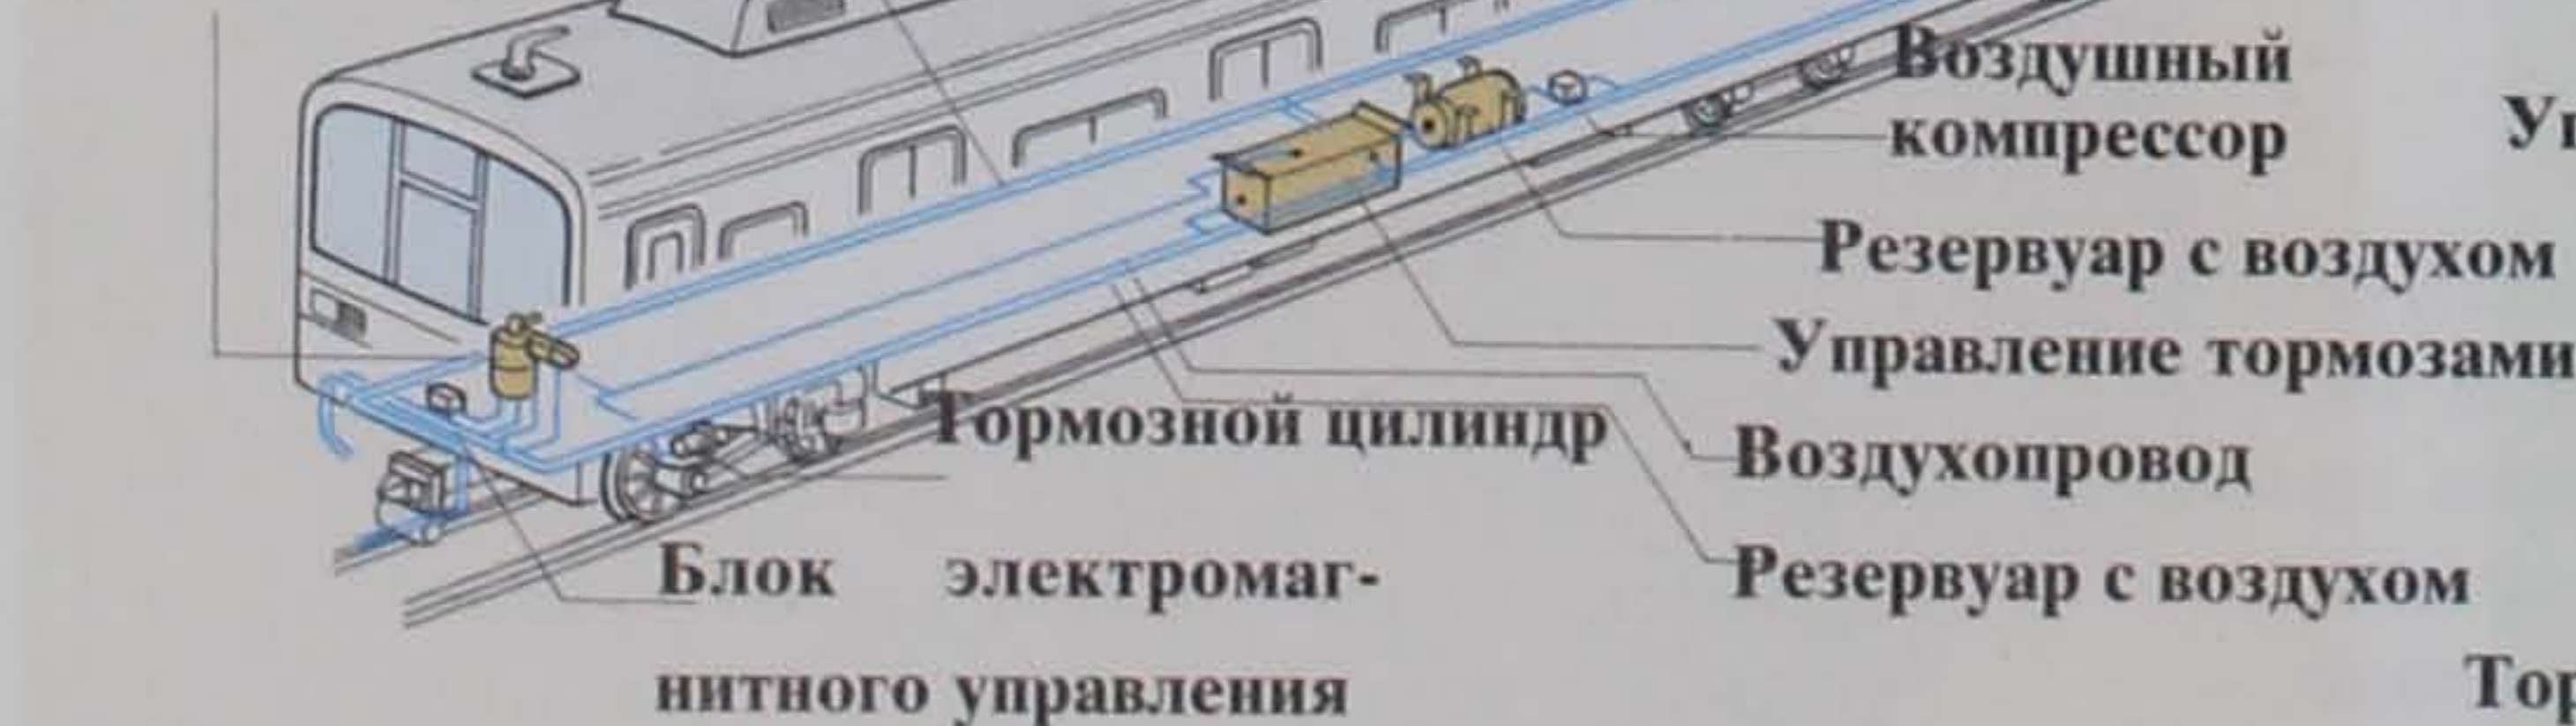 Воздушный
компрессор
Резервуар с воздухом
Управление тормозами
Тормозной цилиндр
Воздухопровод
Блок электромаг-
Резервуар с воздухом
нитного управления